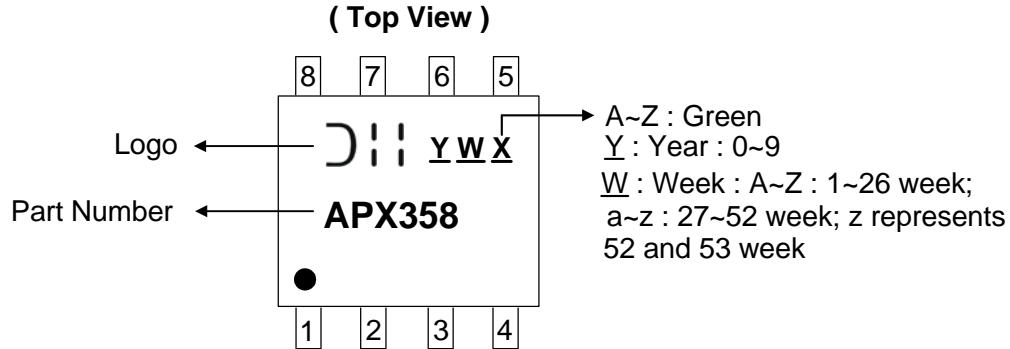 ( Top View )
8 7 6 5
Logo
Y W X
A~Z : Green
Y : Year : 0~9
W : Week : A~Z : 1~26 week;
a~z : 27~52 week; z represents
52 and 53 week
Part Number
APX358
1 2 3 4